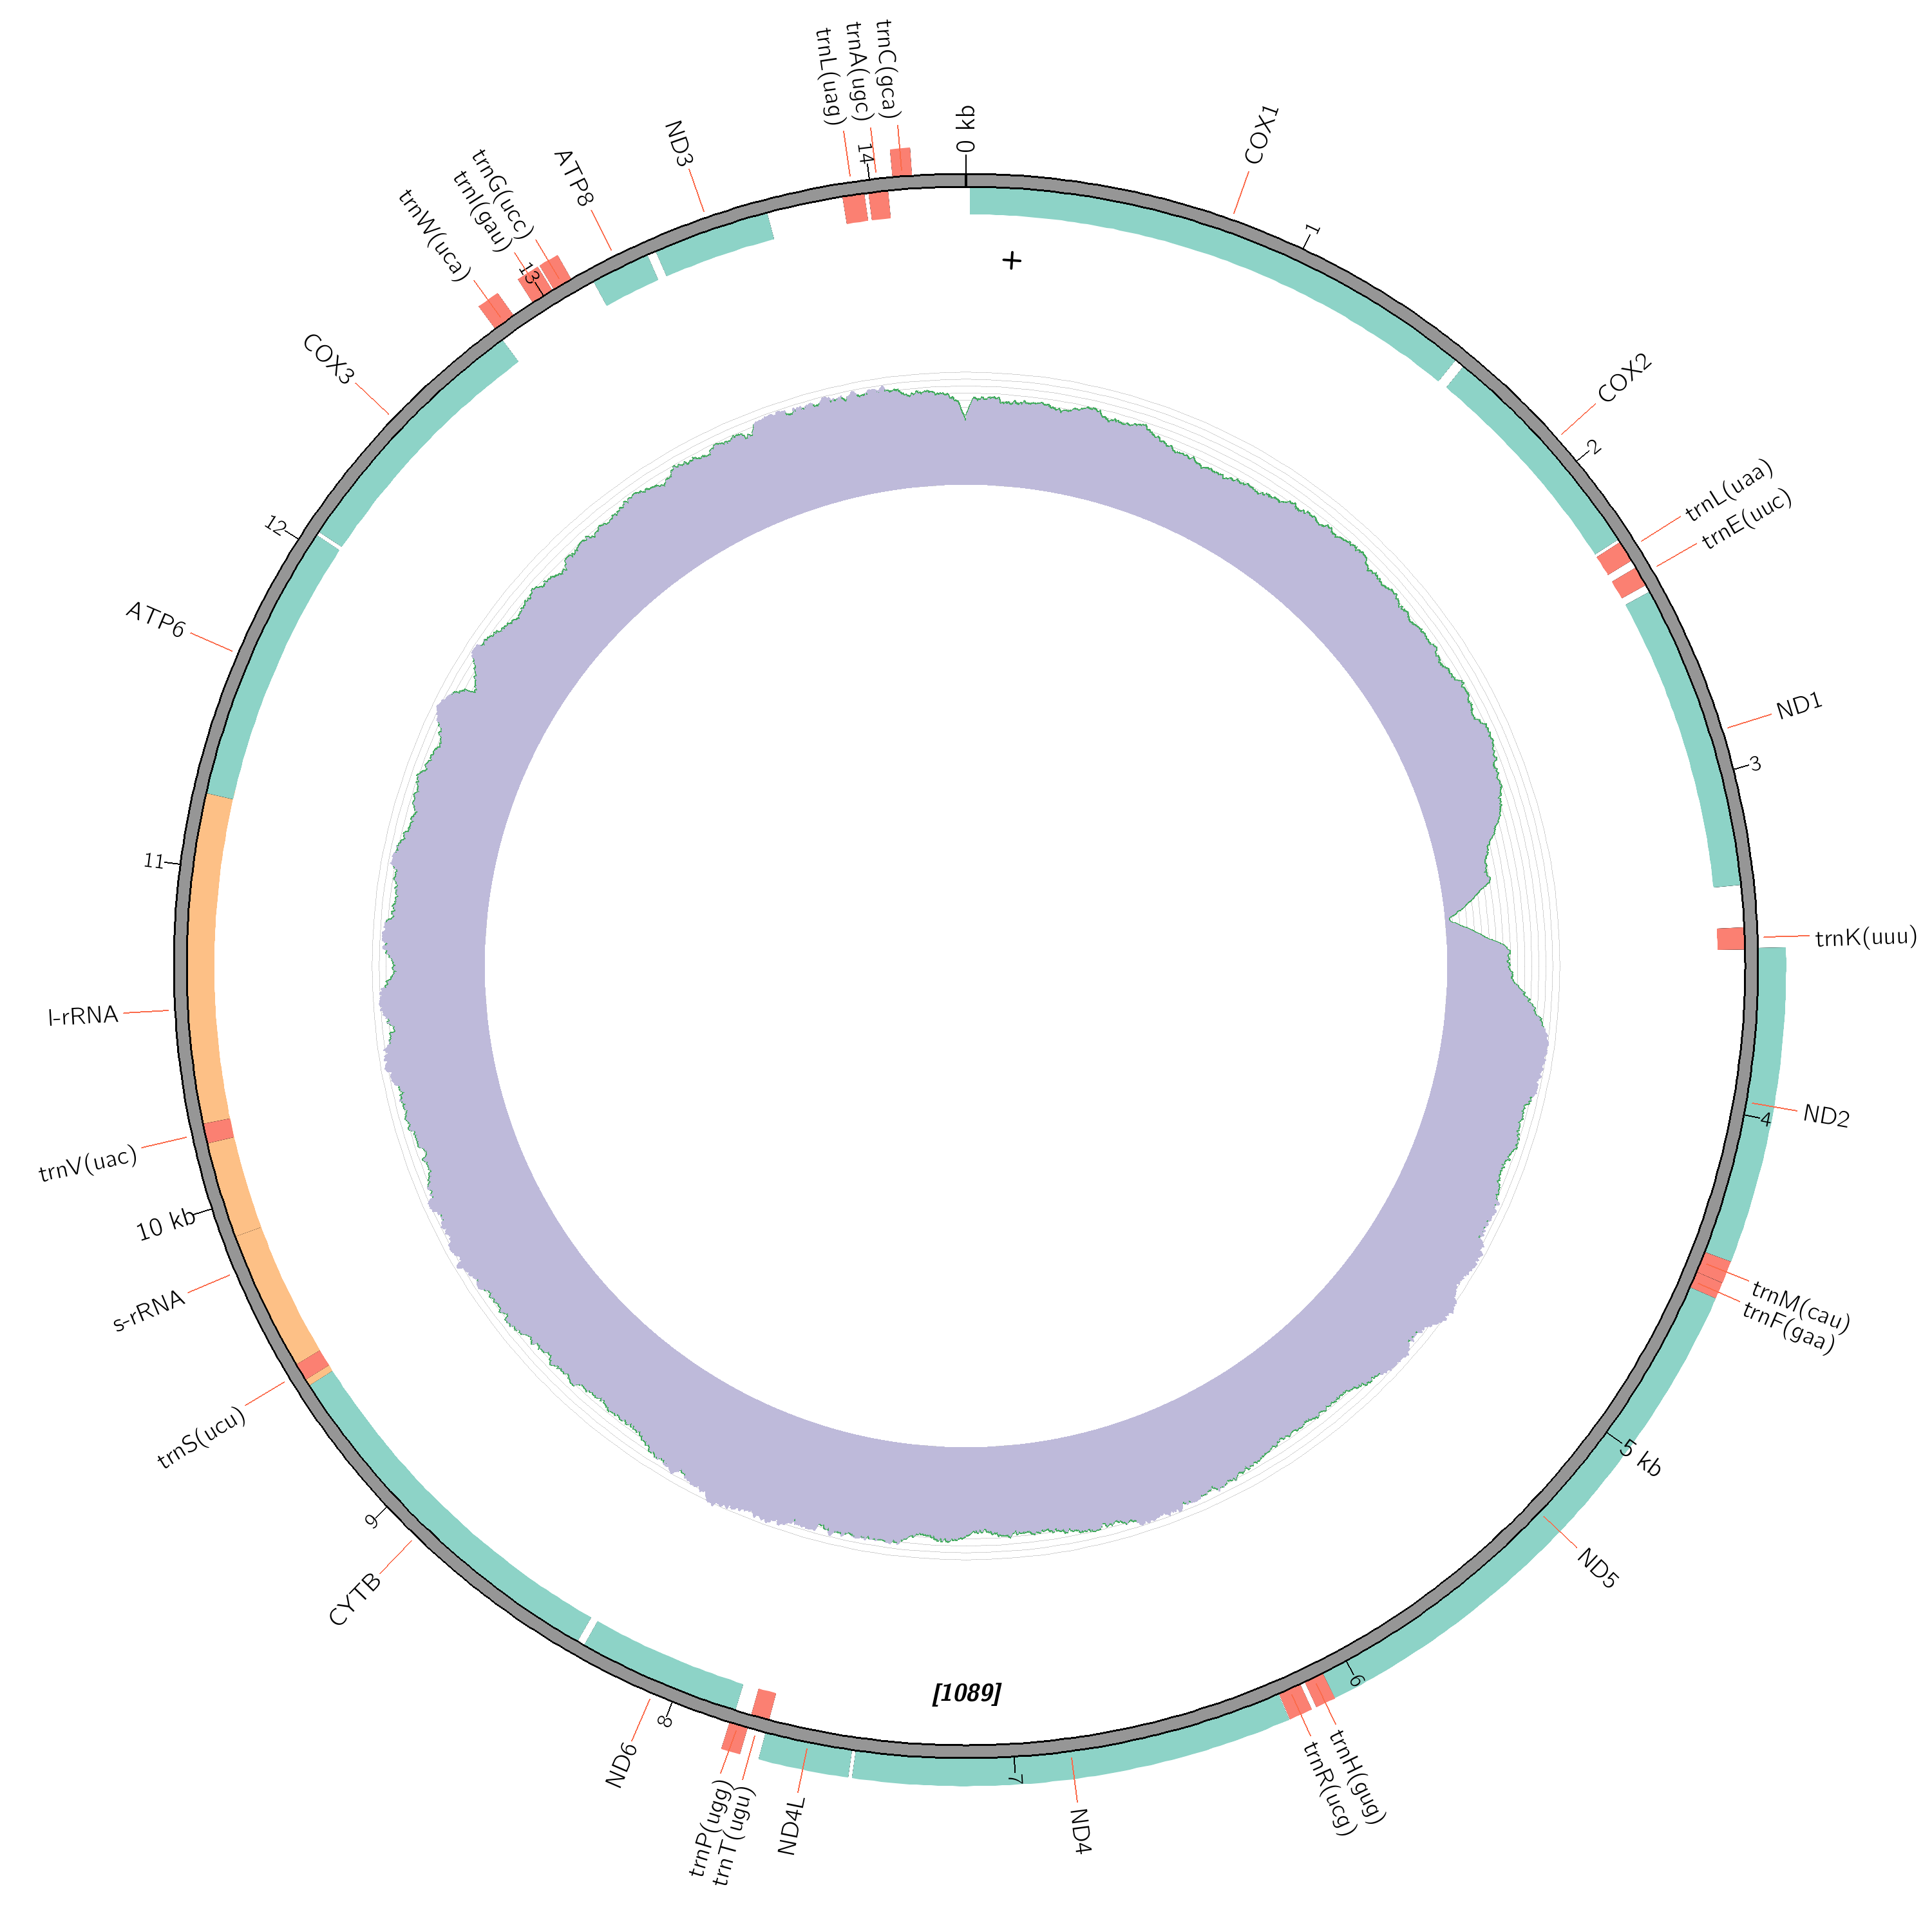 0 kb
COX1
1
COX2
2
trnL(uaa)
trnE(uuc)
ND1
3
trnK(uuu)
ND2
4
trnM(cau)
trnF(gaa)
5 kb
ND5
6
trnH(gug)
trnR(ucg)
7
ND4
ND4L
trnT(ugu)
trnP(ugg)
8
ND6
CYTB
9
trnS(ucu)
s-rRNA
10 kb
trnV(uac)
l-rRNA
11
ATP6
12
COX3
trnW(uca)
13
trnI(gau)
trnG(ucc)
ATP8
ND3
trnL(uag)
14
trnA(ugc)
trnC(gca)
+
[1089]